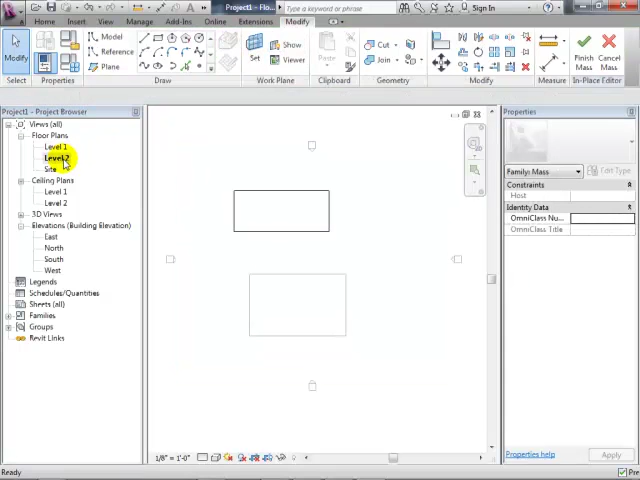 Project1 - Flo...
Type a keyword or phrase
Sign In
Home
Insert
View
Manage
Add-Ins
Online
Extensions
Modify
Model
Reference
Plane
Set
Show
Viewer
Paste
Cut
Join
Finish Mass
Cancel Mass
Modify
Select
Properties
Draw
Work Plane
Clipboard
Geometry
Modify
Measure
In-Place Editor
Project1 - Project Browser
Views (all)
Floor Plans
Level 1
Level 2
Site
Ceiling Plans
Level 1
Level 2
3D Views
Elevations (Building Elevation)
East
North
South
West
Legends
Schedules/Quantities
Sheets (all)
Families
Groups
Revit Links
Properties
Family: Mass
Edit Type
Constraints
Host
Identity Data
OmniClass Nu...
OmniClass Title
Properties help
Apply
1/8" = 1'-0"
Ready
Pre